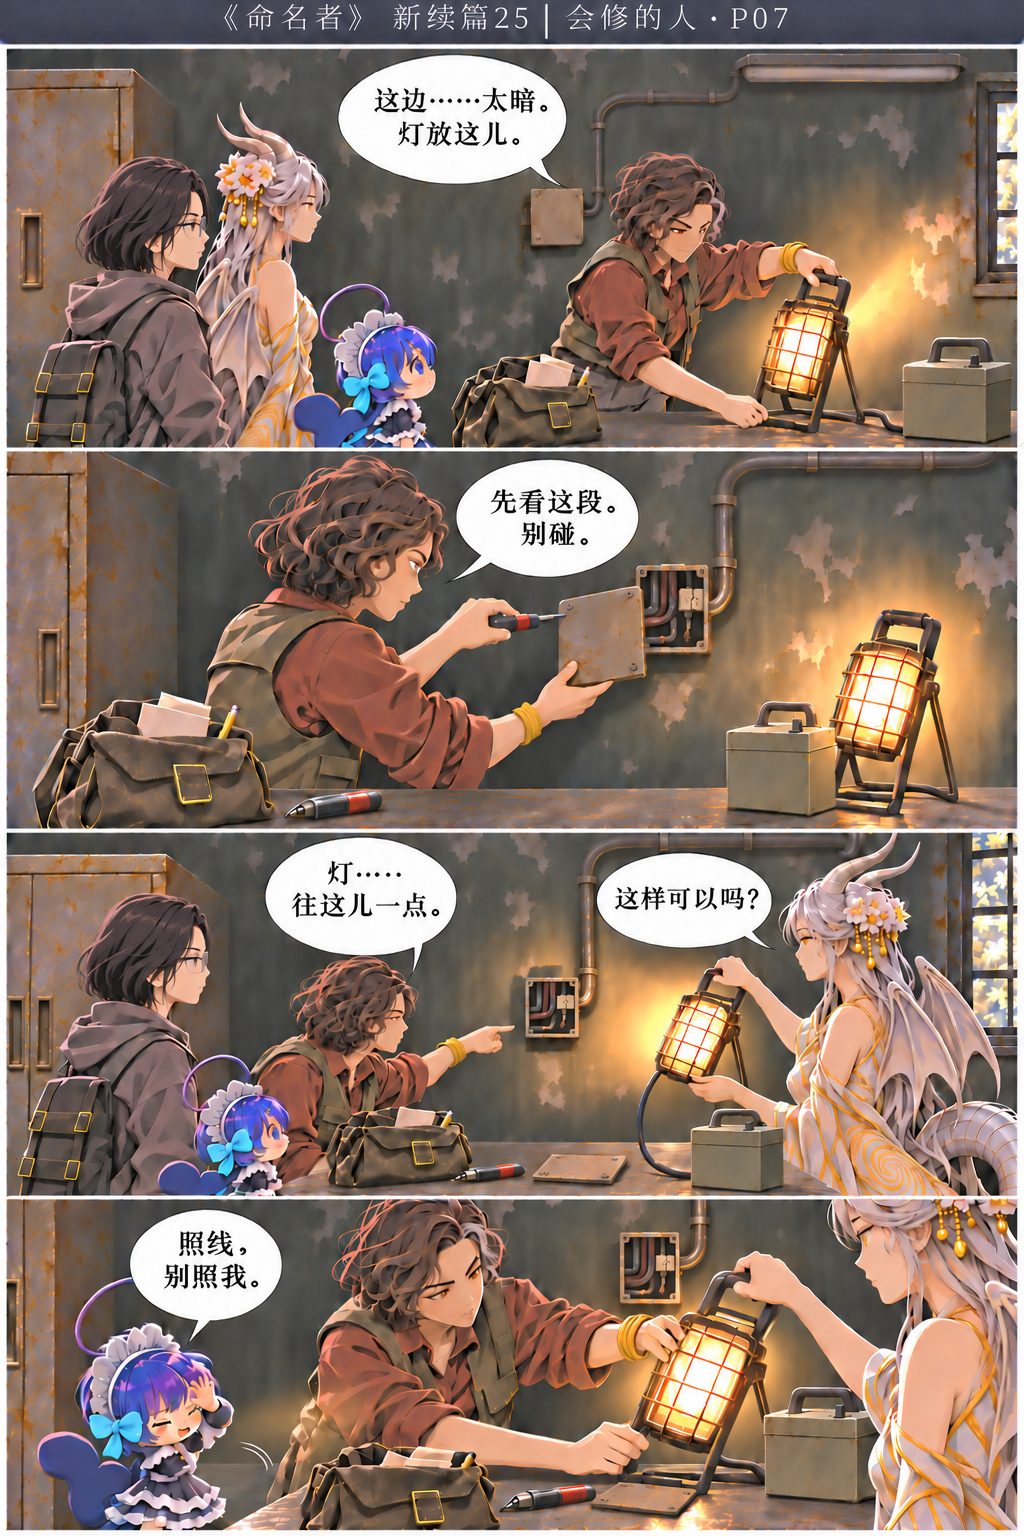 《命名者》 新续篇25 | 会修的人·P07
这边……太暗。
灯放这儿。
先看这段。
别碰。
灯·····
往这儿一点。
这样可以吗?
照线，
别照我。